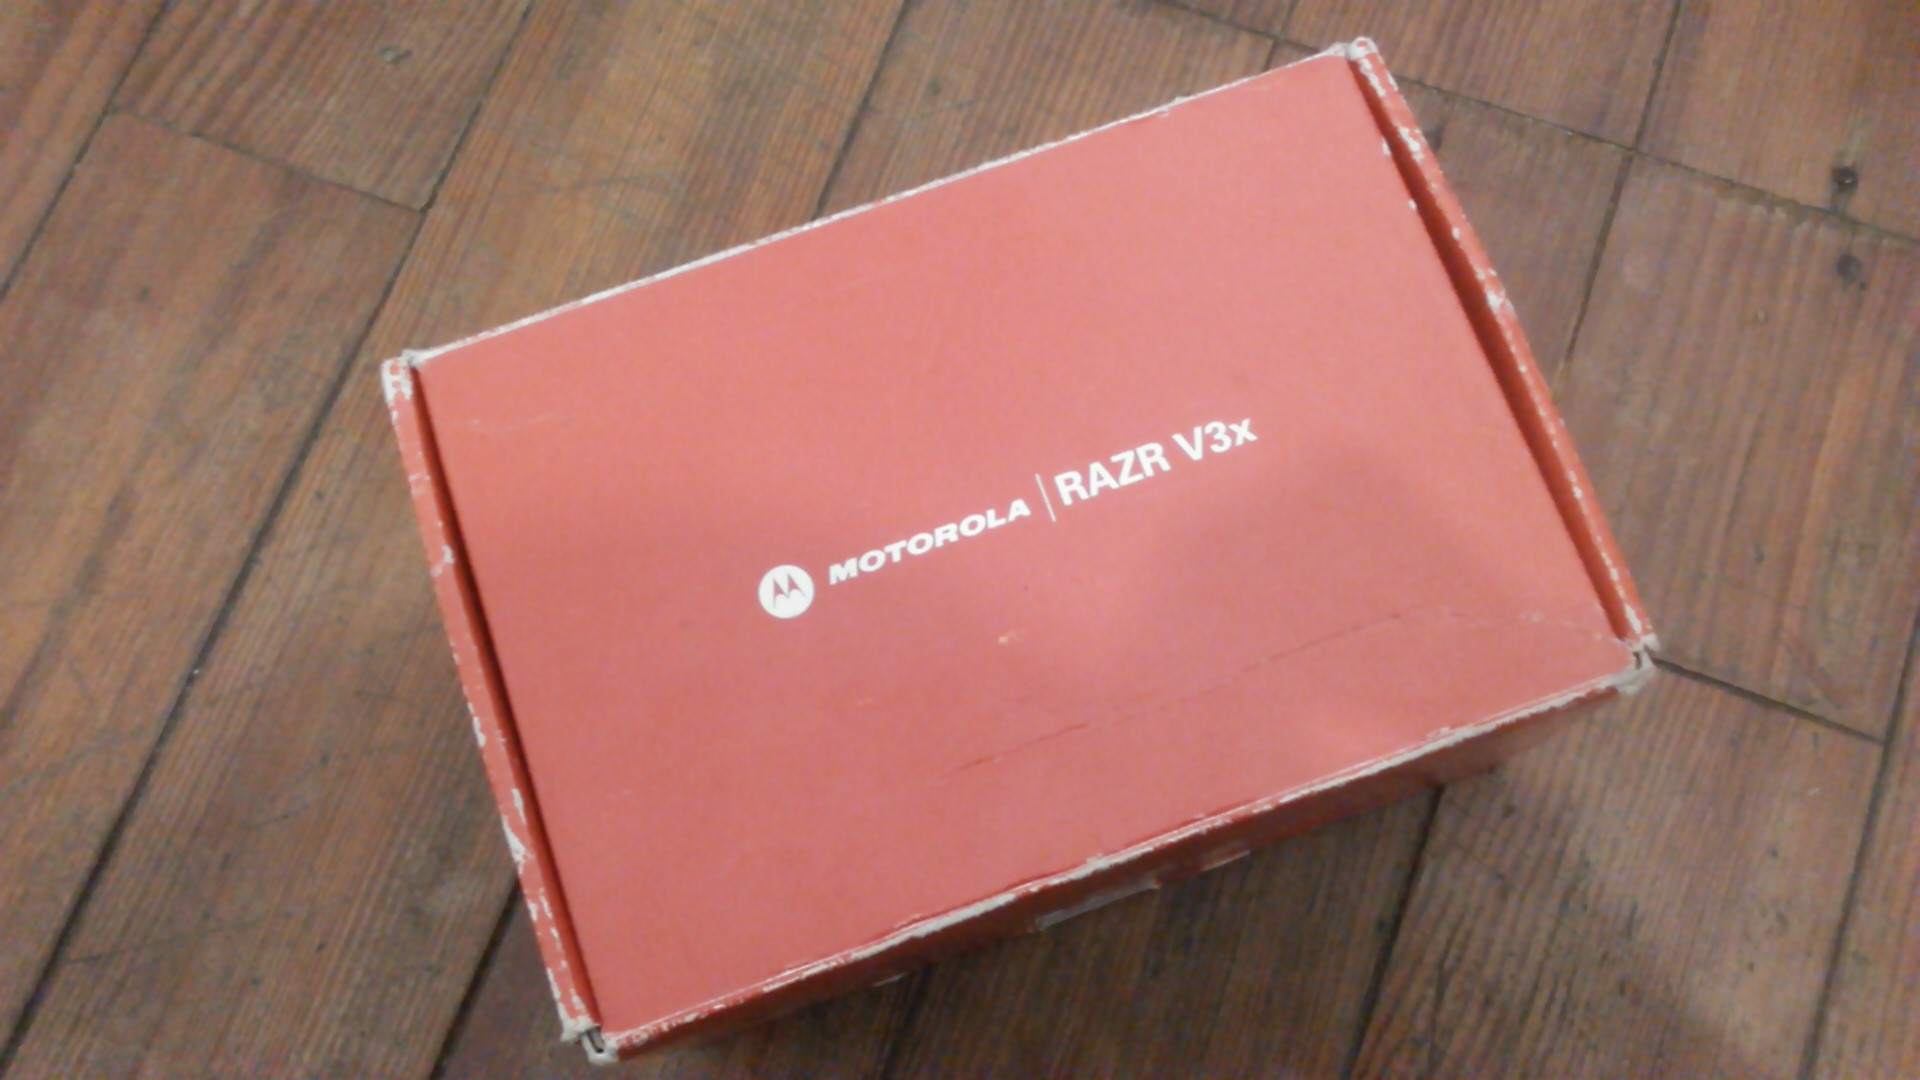 MOTOROLA | RAZR V3x